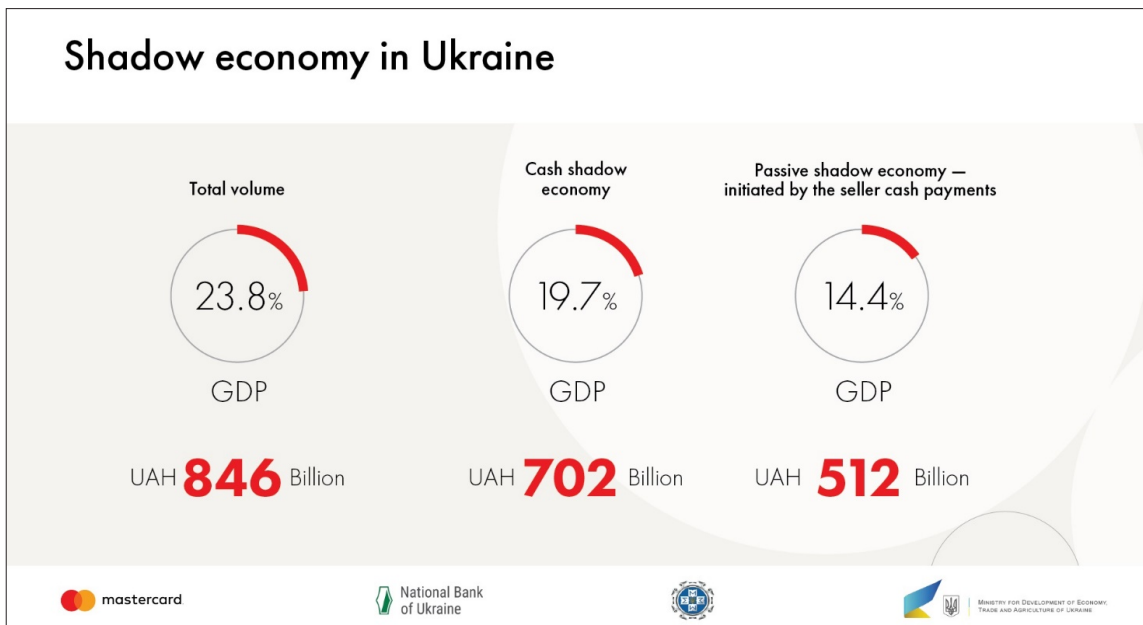 Shadow economy in Ukraine
Total volume
23.8%
GDP
UAH 846 Billion
Cash shadow
economy
19.7%
GDP
UAH 702 Billion
Passive shadow economy —
initiated by the seller cash payments
14.4%
GDP
UAH 512 Billion
mastercard
National Bank
of Ukraine
MINISTRY FOR DEVELOPMENT OF ECONOMY,
TRADE AND AGRICULTURE OF UKRAINE